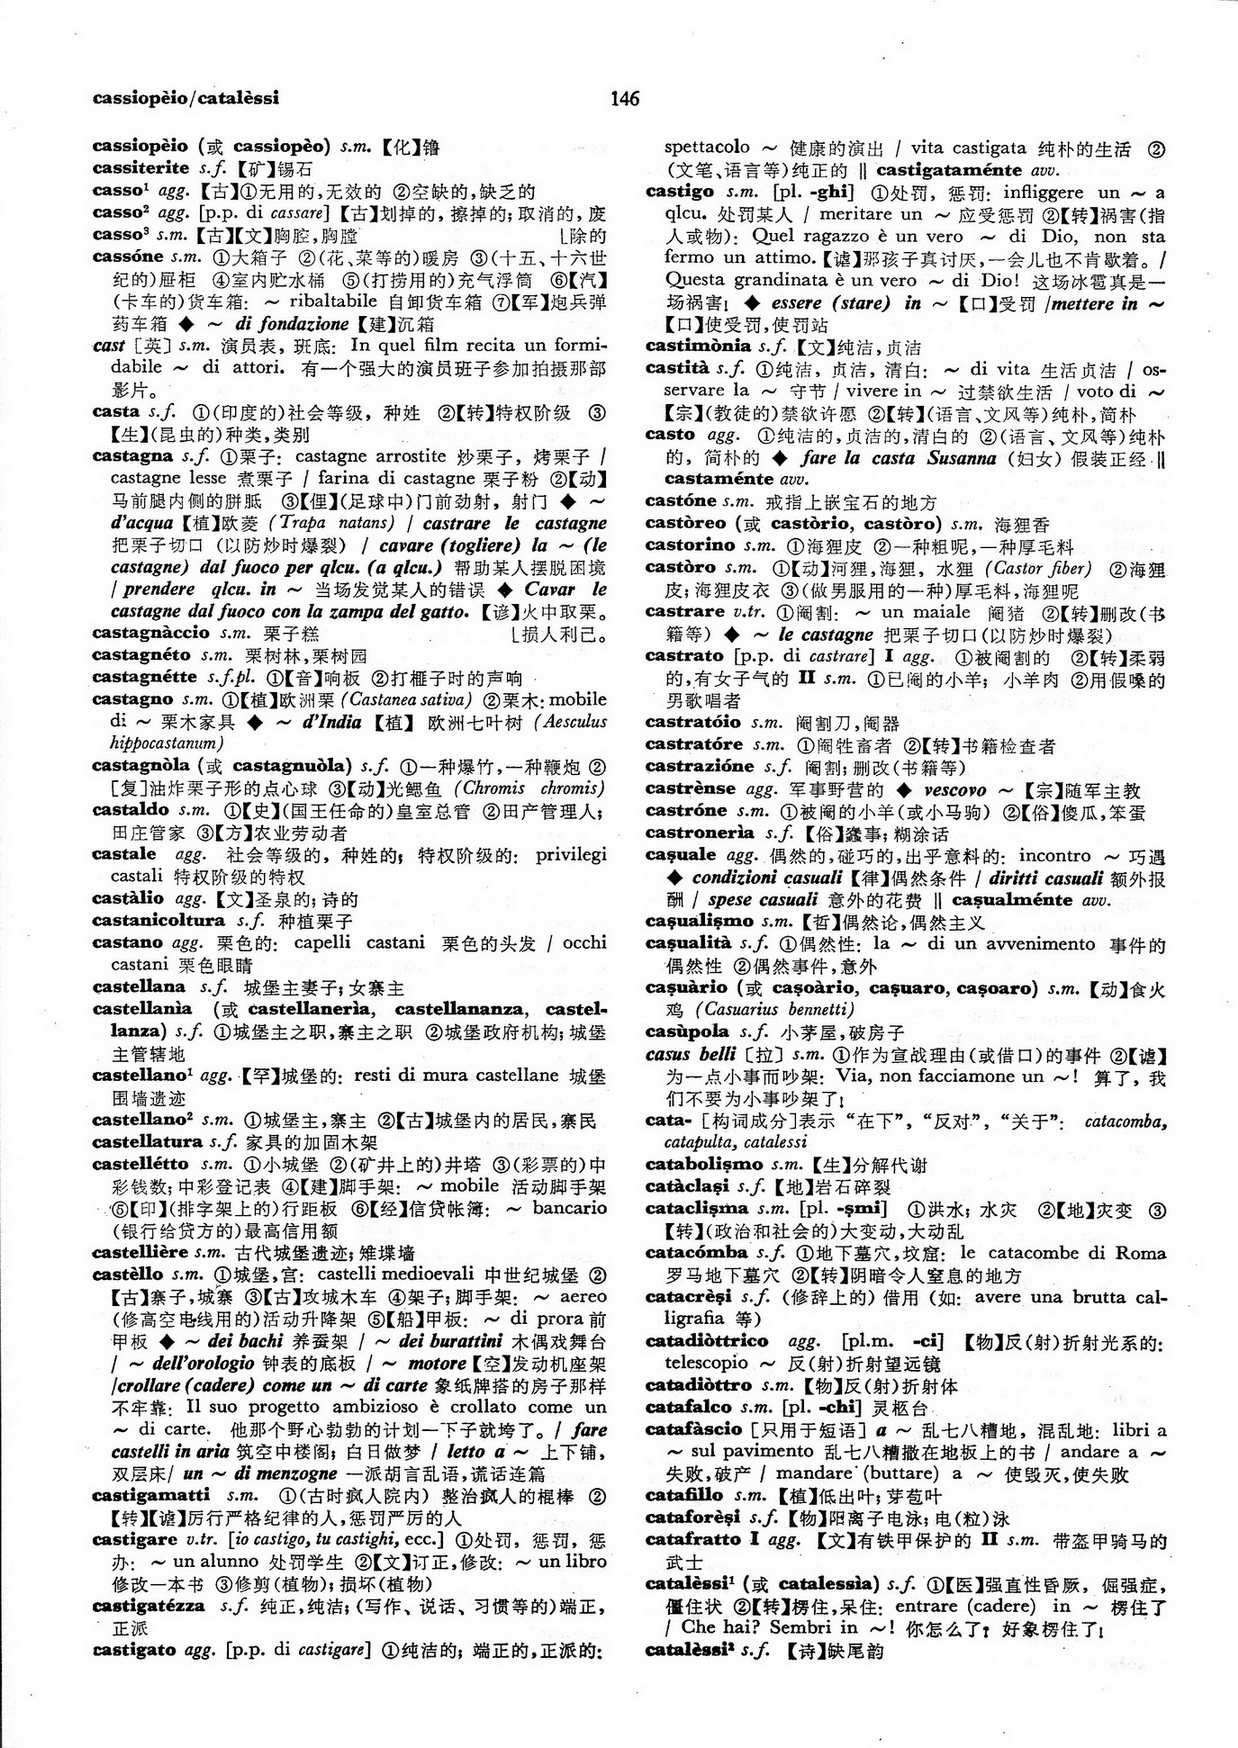 cassiopèio/catalèssi
146
cassiopèio (或 cassiopèo) s.m.【化】镥
cassiterite s.f.【矿】锡石
casso¹ agg.【古】①无用的,无效的 ②空缺的,缺乏的
casso² agg. [p.p. di cassare]【古】划掉的, 擦掉的; 取消的, 废
casso³ s.m.【古】【文】胸腔,胸膛 ⌊除的
cassóne s.m. ①大箱子 ②(花、菜等的)暖房 ③(十五、十六世
纪的)屉柜 ④室内贮水桶 ⑤(打捞用的)充气浮筒 ⑥【汽】
(卡车的)货车箱: ~ ribaltabile 自卸货车箱 ⑦【军】炮兵弹
药车箱 ◆ ~ di fondazione【建】沉箱
cast [英] s.m. 演员表, 班底: In quel film recita un formi-
dabile ~ di attori. 有一个强大的演员班子参加拍摄那部
影片。
casta s.f. ①(印度的)社会等级, 种姓 ②【转】特权阶级 ③
【生】(昆虫的)种类,类别
castagna s.f. ①栗子: castagne arrostite 炒栗子, 烤栗子 /
castagne lesse 煮栗子 / farina di castagne 栗子粉 ②【动】
马前腿内侧的胼胝 ③【俚】(足球中)门前劲射, 射门 ◆ ~
d'acqua【植】欧菱 (Trapa natans) / castrare le castagne
把栗子切口 (以防炒时爆裂) / cavare (togliere) la ~ (le
castagne) dal fuoco per qlcu. (a qlcu.) 帮助某人摆脱困境
/ prendere qlcu. in ~ 当场发觉某人的错误 ◆ Cavar le
castagne dal fuoco con la zampa del gatto.【谚】火中取栗。
castagnàccio s.m. 栗子糕 ⌊损人利己。
castagnéto s.m. 栗树林,栗树园
castagnétte s.f.pl. ①【音】响板 ②打榧子时的声响
castagno s.m. ①【植】欧洲栗 (Castanea sativa) ②栗木: mobile
di ~ 栗木家具 ◆ ~ d'India【植】 欧洲七叶树 (Aesculus
hippocastanum)
castagnòla (或 castagnuòla) s.f. ①一种爆竹,一种鞭炮 ②
[复]油炸栗子形的点心球 ③【动】光鳃鱼 (Chromis chromis)
castaldo s.m. ①【史】(国王任命的)皇室总管 ②田产管理人;
田庄管家 ③【方】农业劳动者
castale agg. 社会等级的, 种姓的; 特权阶级的: privilegi
castali 特权阶级的特权
castàlio agg.【文】圣泉的; 诗的
castanicoltura s.f. 种植栗子
castano agg. 栗色的: capelli castani 栗色的头发 / occhi
castani 栗色眼睛
castellana s.f. 城堡主妻子; 女寨主
castellanìa (或 castellanerìa, castellananza, castel-
lanza) s.f. ①城堡主之职,寨主之职 ②城堡政府机构; 城堡
主管辖地
castellano¹ agg.【罕】城堡的: resti di mura castellane 城堡
围墙遗迹
castellano² s.m. ①城堡主, 寨主 ②【古】城堡内的居民, 寨民
castellatura s.f. 家具的加固木架
castellétto s.m. ①小城堡 ②(矿井上的)井塔 ③(彩票的)中
彩钱数; 中彩登记表 ④【建】脚手架: ~ mobile 活动脚手架
⑤【印】(排字架上的)行距板 ⑥【经】信贷帐簿: ~ bancario
(银行给贷方的)最高信用额
castellière s.m. 古代城堡遗迹; 雉堞墙
castèllo s.m. ①城堡,宫: castelli medioevali 中世纪城堡 ②
【古】寨子,城寨 ③【古】攻城木车 ④架子; 脚手架: ~ aereo
(修高空电线用的)活动升降架 ⑤【船】甲板: ~ di prora 前
甲板 ◆ ~ dei bachi 养蚕架 / ~ dei burattini 木偶戏舞台
/ ~ dell'orologio 钟表的底板 / ~ motore【空】发动机座架
/crollare (cadere) come un ~ di carte 象纸牌搭的房子那样
不牢靠: Il suo progetto ambizioso è crollato come un
~ di carte. 他那个野心勃勃的计划一下子就垮了。/ fare
castelli in aria 筑空中楼阁; 白日做梦 / letto a ~ 上下铺,
双层床/ un ~ di menzogne 一派胡言乱语, 谎话连篇
castigamatti s.m. ①(古时疯人院内) 整治疯人的棍棒 ②
【转】【谑】厉行严格纪律的人,惩罚严厉的人
castigare v.tr. [io castigo, tu castighi, ecc.] ①处罚, 惩罚, 惩
办: ~ un alunno 处罚学生 ②【文】订正,修改: ~ un libro
修改一本书 ③修剪(植物); 损坏(植物)
castigatézza s.f. 纯正,纯洁; (写作、说话、习惯等的)端正,
正派
castigato agg. [p.p. di castigare] ①纯洁的; 端正的, 正派的:
spettacolo ~ 健康的演出 / vita castigata 纯朴的生活 ②
(文笔、语言等)纯正的 ‖ castigataménte avv.
castigo s.m. [pl. -ghi] ①处罚, 惩罚: infliggere un ~ a
qlcu. 处罚某人 / meritare un ~ 应受惩罚 ②【转】祸害(指
人或物): Quel ragazzo è un vero ~ di Dio, non sta
fermo un attimo.【谑】那孩子真讨厌,一会儿也不肯歇着。/
Questa grandinata è un vero ~ di Dio! 这场冰雹真是一
场祸害! ◆ essere (stare) in ~【口】受罚 /mettere in ~
【口】使受罚,使罚站
castimònia s.f.【文】纯洁,贞洁
castità s.f. ①纯洁, 贞洁, 清白: ~ di vita 生活贞洁 / os-
servare la ~ 守节 / vivere in ~ 过禁欲生活 / voto di ~
【宗】(教徒的)禁欲许愿 ②【转】(语言、文风等)纯朴,简朴
casto agg. ①纯洁的,贞洁的,清白的 ②(语言、文风等)纯朴
的, 简朴的 ◆ fare la casta Susanna (妇女) 假装正经 ‖
castaménte avv.
castóne s.m. 戒指上嵌宝石的地方
castòreo (或 castòrio, castòro) s.m. 海狸香
castorino s.m. ①海狸皮 ②一种粗呢,一种厚毛料
castòro s.m. ①【动】河狸,海狸, 水狸 (Castor fiber) ②海狸
皮; 海狸皮衣 ③(做男服用的一种)厚毛料,海狸呢
castrare v.tr. ①阉割: ~ un maiale 阉猪 ②【转】删改(书
籍等) ◆ ~ le castagne 把栗子切口(以防炒时爆裂)
castrato [p.p. di castrare] I agg. ①被阉割的 ②【转】柔弱
的,有女子气的 II s.m. ①已阉的小羊; 小羊肉 ②用假嗓的
男歌唱者
castratóio s.m. 阉割刀,阉器
castratóre s.m. ①阉牲畜者 ②【转】书籍检查者
castrazióne s.f. 阉割; 删改(书籍等)
castrènse agg. 军事野营的 ◆ vescovo ~【宗】随军主教
castróne s.m. ①被阉的小羊(或小马驹) ②【俗】傻瓜,笨蛋
castronerìa s.f.【俗】蠢事; 糊涂话
caṣuale agg. 偶然的,碰巧的,出乎意料的: incontro ~ 巧遇
◆ condizioni caṣuali【律】偶然条件 / diritti casuali 额外报
酬 / spese casuali 意外的花费 ‖ caṣualménte avv.
caṣualiṣmo s.m.【哲】偶然论,偶然主义
caṣualità s.f. ①偶然性: la ~ di un avvenimento 事件的
偶然性 ②偶然事件,意外
caṣuàrio (或 caṣoàrio, caṣuaro, caṣoaro) s.m.【动】食火
鸡 (Casuarius bennetti)
casùpola s.f. 小茅屋,破房子
casus belli [拉] s.m. ①作为宣战理由(或借口)的事件 ②【谑】
为一点小事而吵架: Via, non facciamone un ~! 算了, 我
们不要为小事吵架了!
cata- [构词成分]表示 “在下”, “反对”, “关于”: catacomba,
catapulta, catalessi
cataboliṣmo s.m.【生】分解代谢
catàclaṣi s.f.【地】岩石碎裂
cataclìṣma s.m. [pl. -ṣmi] ①洪水; 水灾 ②【地】灾变 ③
【转】(政治和社会的)大变动,大动乱
catacómba s.f. ①地下墓穴,坟窟: le catacombe di Roma
罗马地下墓穴 ②【转】阴暗令人窒息的地方
catacrèṣi s.f. (修辞上的) 借用 (如: avere una brutta cal-
ligrafia 等)
catadiòttrico agg. [pl.m. -ci] 【物】反(射)折射光系的:
telescopio ~ 反(射)折射望远镜
catadiòttro s.m.【物】反(射)折射体
catafalco s.m. [pl. -chi] 灵柩台
catafàscio [只用于短语] a ~ 乱七八糟地, 混乱地: libri a
~ sul pavimento 乱七八糟撒在地板上的书 / andare a ~
失败,破产 / mandare (buttare) a ~ 使毁灭,使失败
catafillo s.m.【植】低出叶; 芽苞叶
cataforèṣi s.f.【物】阳离子电泳; 电(粒)泳
catafratto I agg. 【文】有铁甲保护的 II s.m. 带盔甲骑马的
武士
catalèssi¹ (或 catalessìa) s.f. ①【医】强直性昏厥, 倔强症,
僵住状 ②【转】楞住,呆住: entrare (cadere) in ~ 楞住了
/ Che hai? Sembri in ~! 你怎么了? 好象楞住了!
catalèssi² s.f. 【诗】缺尾韵